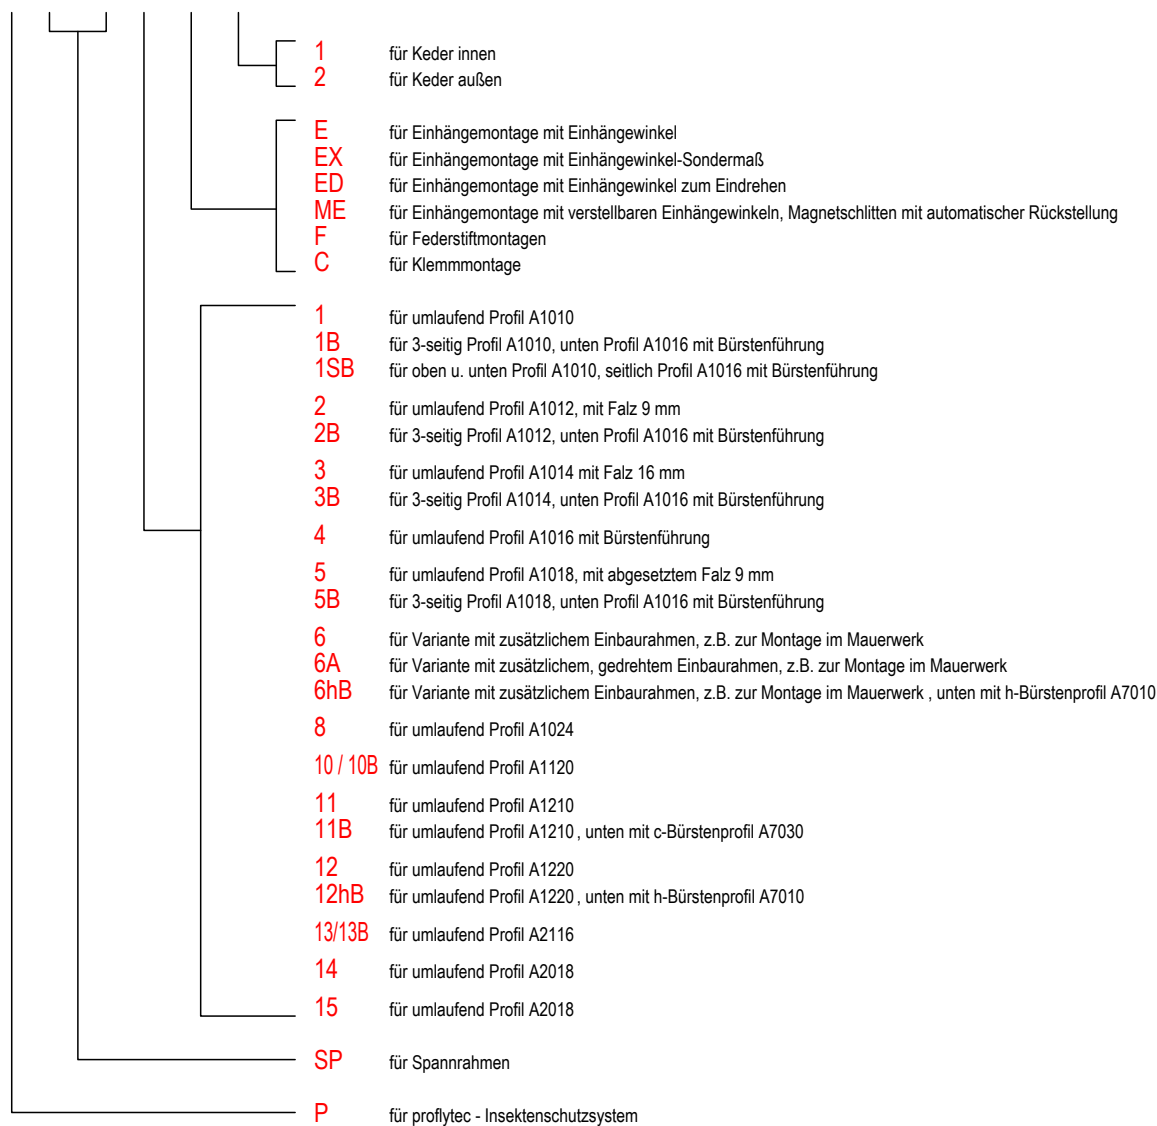 1 für Keder innen
2 für Keder außen
E für Einhängemontage mit Einhängewinkel
EX für Einhängemontage mit Einhängewinkel-Sondermaß
ED für Einhängemontage mit Einhängewinkel zum Eindrehen
ME für Einhängemontage mit verstellbaren Einhängewinkeln, Magnetschlitten mit automatischer Rückstellung
F für Federstiftmontagen
C für Klemmmontage
1 für umlaufend Profil A1010
1B für 3-seitig Profil A1010, unten Profil A1016 mit Bürstenführung
1SB für oben u. unten Profil A1010, seitlich Profil A1016 mit Bürstenführung
2 für umlaufend Profil A1012, mit Falz 9 mm
2B für 3-seitig Profil A1012, unten Profil A1016 mit Bürstenführung
3 für umlaufend Profil A1014 mit Falz 16 mm
3B für 3-seitig Profil A1014, unten Profil A1016 mit Bürstenführung
4 für umlaufend Profil A1016 mit Bürstenführung
5 für umlaufend Profil A1018, mit abgesetztem Falz 9 mm
5B für 3-seitig Profil A1018, unten Profil A1016 mit Bürstenführung
6 für Variante mit zusätzlichem Einbaurahmen, z.B. zur Montage im Mauerwerk
6A für Variante mit zusätzlichem, gedrehtem Einbaurahmen, z.B. zur Montage im Mauerwerk
6hB für Variante mit zusätzlichem Einbaurahmen, z.B. zur Montage im Mauerwerk , unten mit h-Bürstenprofil A7010
8 für umlaufend Profil A1024
10 / 10B für umlaufend Profil A1120
11 für umlaufend Profil A1210
11B für umlaufend Profil A1210 , unten mit c-Bürstenprofil A7030
12 für umlaufend Profil A1220
12hB für umlaufend Profil A1220 , unten mit h-Bürstenprofil A7010
13/13B für umlaufend Profil A2116
14 für umlaufend Profil A2018
15 für umlaufend Profil A2018
SP für Spannrahmen
P für proflytec - Insektenschutzsystem